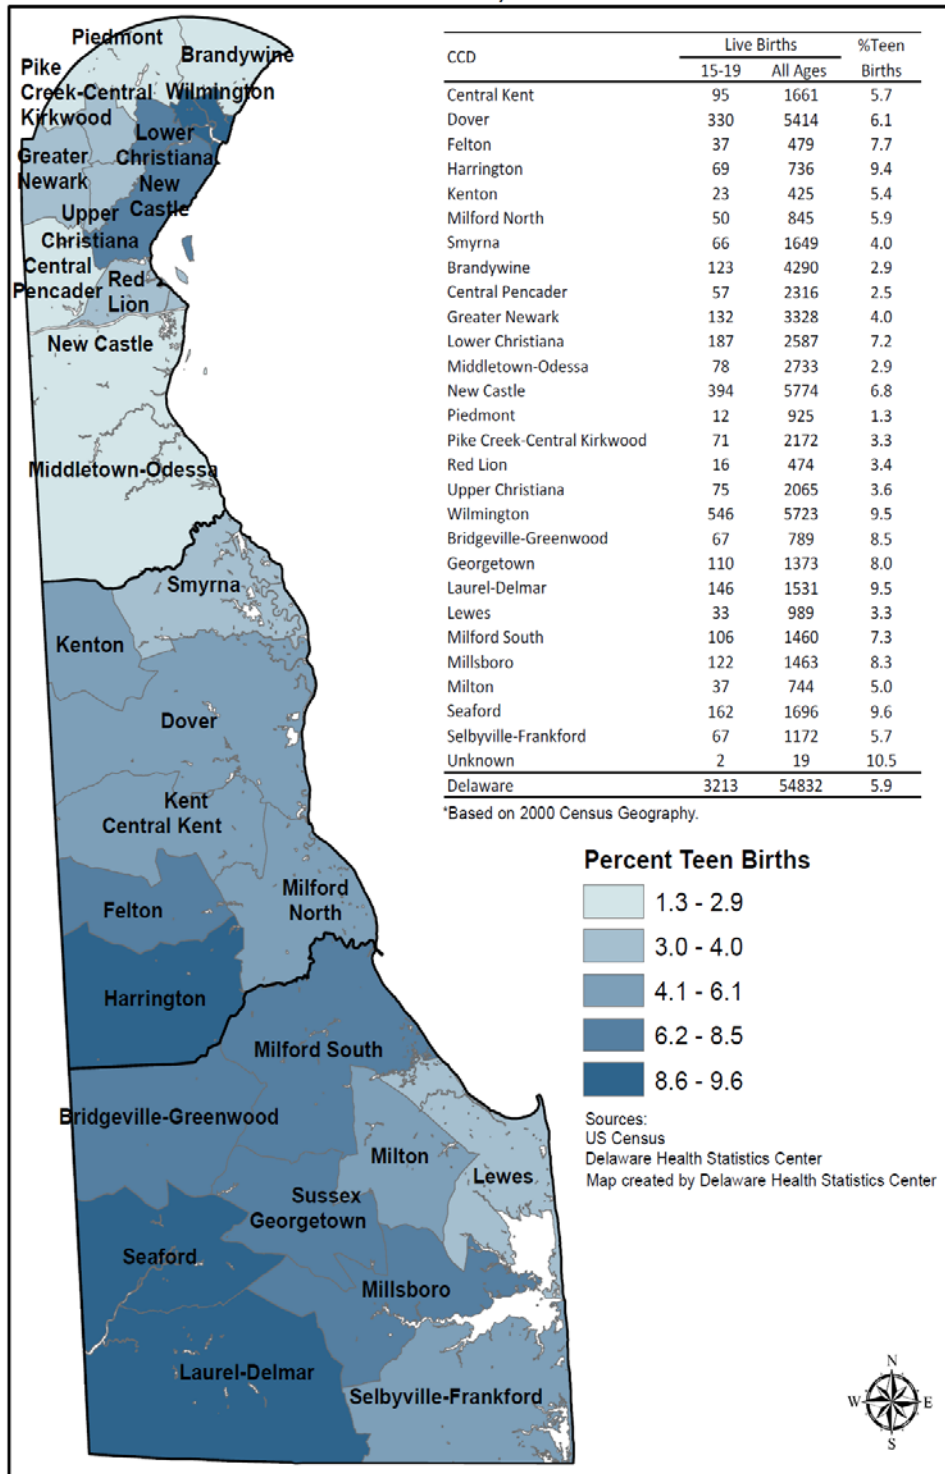 Piedmont
Brandywine
Pike
Creek-Central
Kirkwood
Wilmington
Lower
Christiana
Greater
Newark
New
Castle
Upper
Christiana
Central
Pencader
Red
Lion
New Castle
Middletown-Odessa
Smyrna
Kenton
Dover
Kent
Central Kent
Felton
Milford
North
Harrington
Milford South
Bridgeville-Greenwood
Milton
Lewes
Sussex
Georgetown
Seaford
Millsboro
Laurel-Delmar
Selbyville-Frankford
CCD Live Births %Teen
15-19 All Ages Births
Central Kent 95 1661 5.7
Dover 330 5414 6.1
Felton 37 479 7.7
Harrington 69 736 9.4
Kenton 23 425 5.4
Milford North 50 845 5.9
Smyrna 66 1649 4.0
Brandywine 123 4290 2.9
Central Pencader 57 2316 2.5
Greater Newark 132 3328 4.0
Lower Christiana 187 2587 7.2
Middletown-Odessa 78 2733 2.9
New Castle 394 5774 6.8
Piedmont 12 925 1.3
Pike Creek-Central Kirkwood 71 2172 3.3
Red Lion 16 474 3.4
Upper Christiana 75 2065 3.6
Wilmington 546 5723 9.5
Bridgeville-Greenwood 67 789 8.5
Georgetown 110 1373 8.0
Laurel-Delmar 146 1531 9.5
Lewes 33 989 3.3
Milford South 106 1460 7.3
Millsboro 122 1463 8.3
Milton 37 744 5.0
Seaford 162 1696 9.6
Selbyville-Frankford 67 1172 5.7
Unknown 2 19 10.5
Delaware 3213 54832 5.9
*Based on 2000 Census Geography.
Percent Teen Births
1.3 - 2.9
3.0 - 4.0
4.1 - 6.1
6.2 - 8.5
8.6 - 9.6
Sources:
US Census
Delaware Health Statistics Center
Map created by Delaware Health Statistics Center
N
W E
S